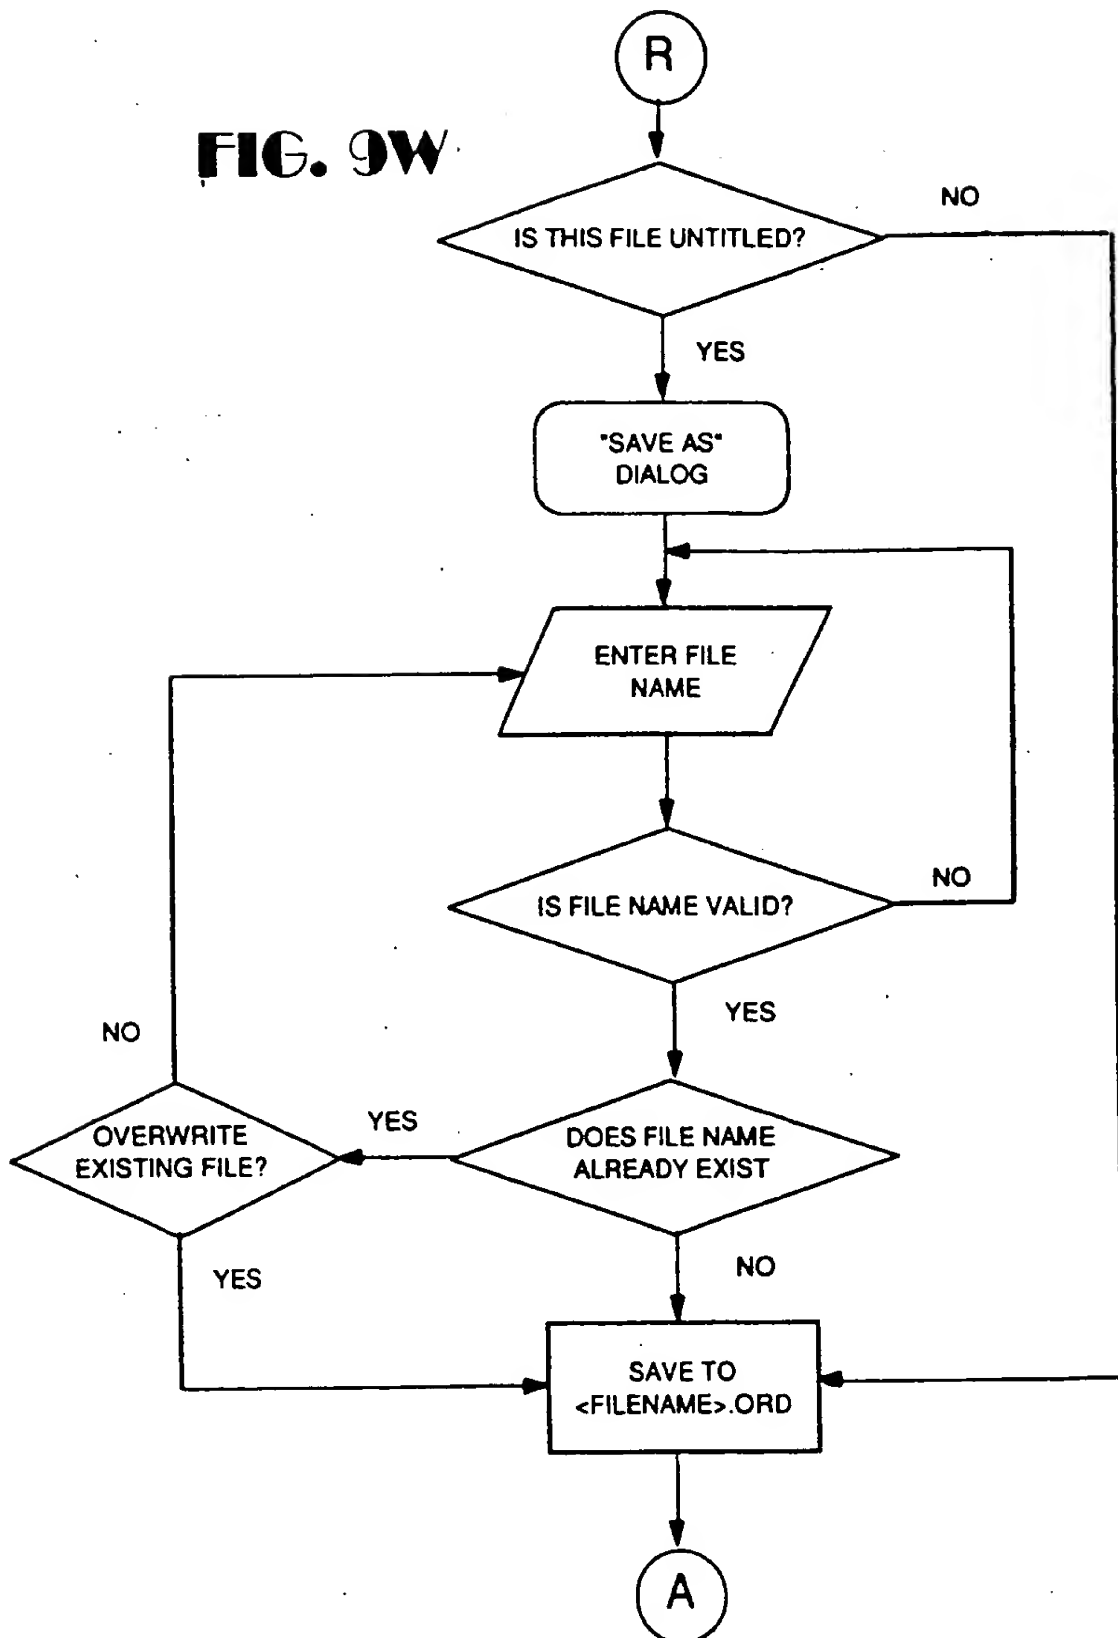 R
FIG. 9W
NO
IS THIS FILE UNTITLED?
YES
"SAVE AS"
DIALOG
ENTER FILE
NAME
IS FILE NAME VALID?
NO
YES
NO
OVERWRITE
EXISTING FILE?
YES
DOES FILE NAME
ALREADY EXIST
YES
NO
SAVE TO
<FILENAME>.ORD
A